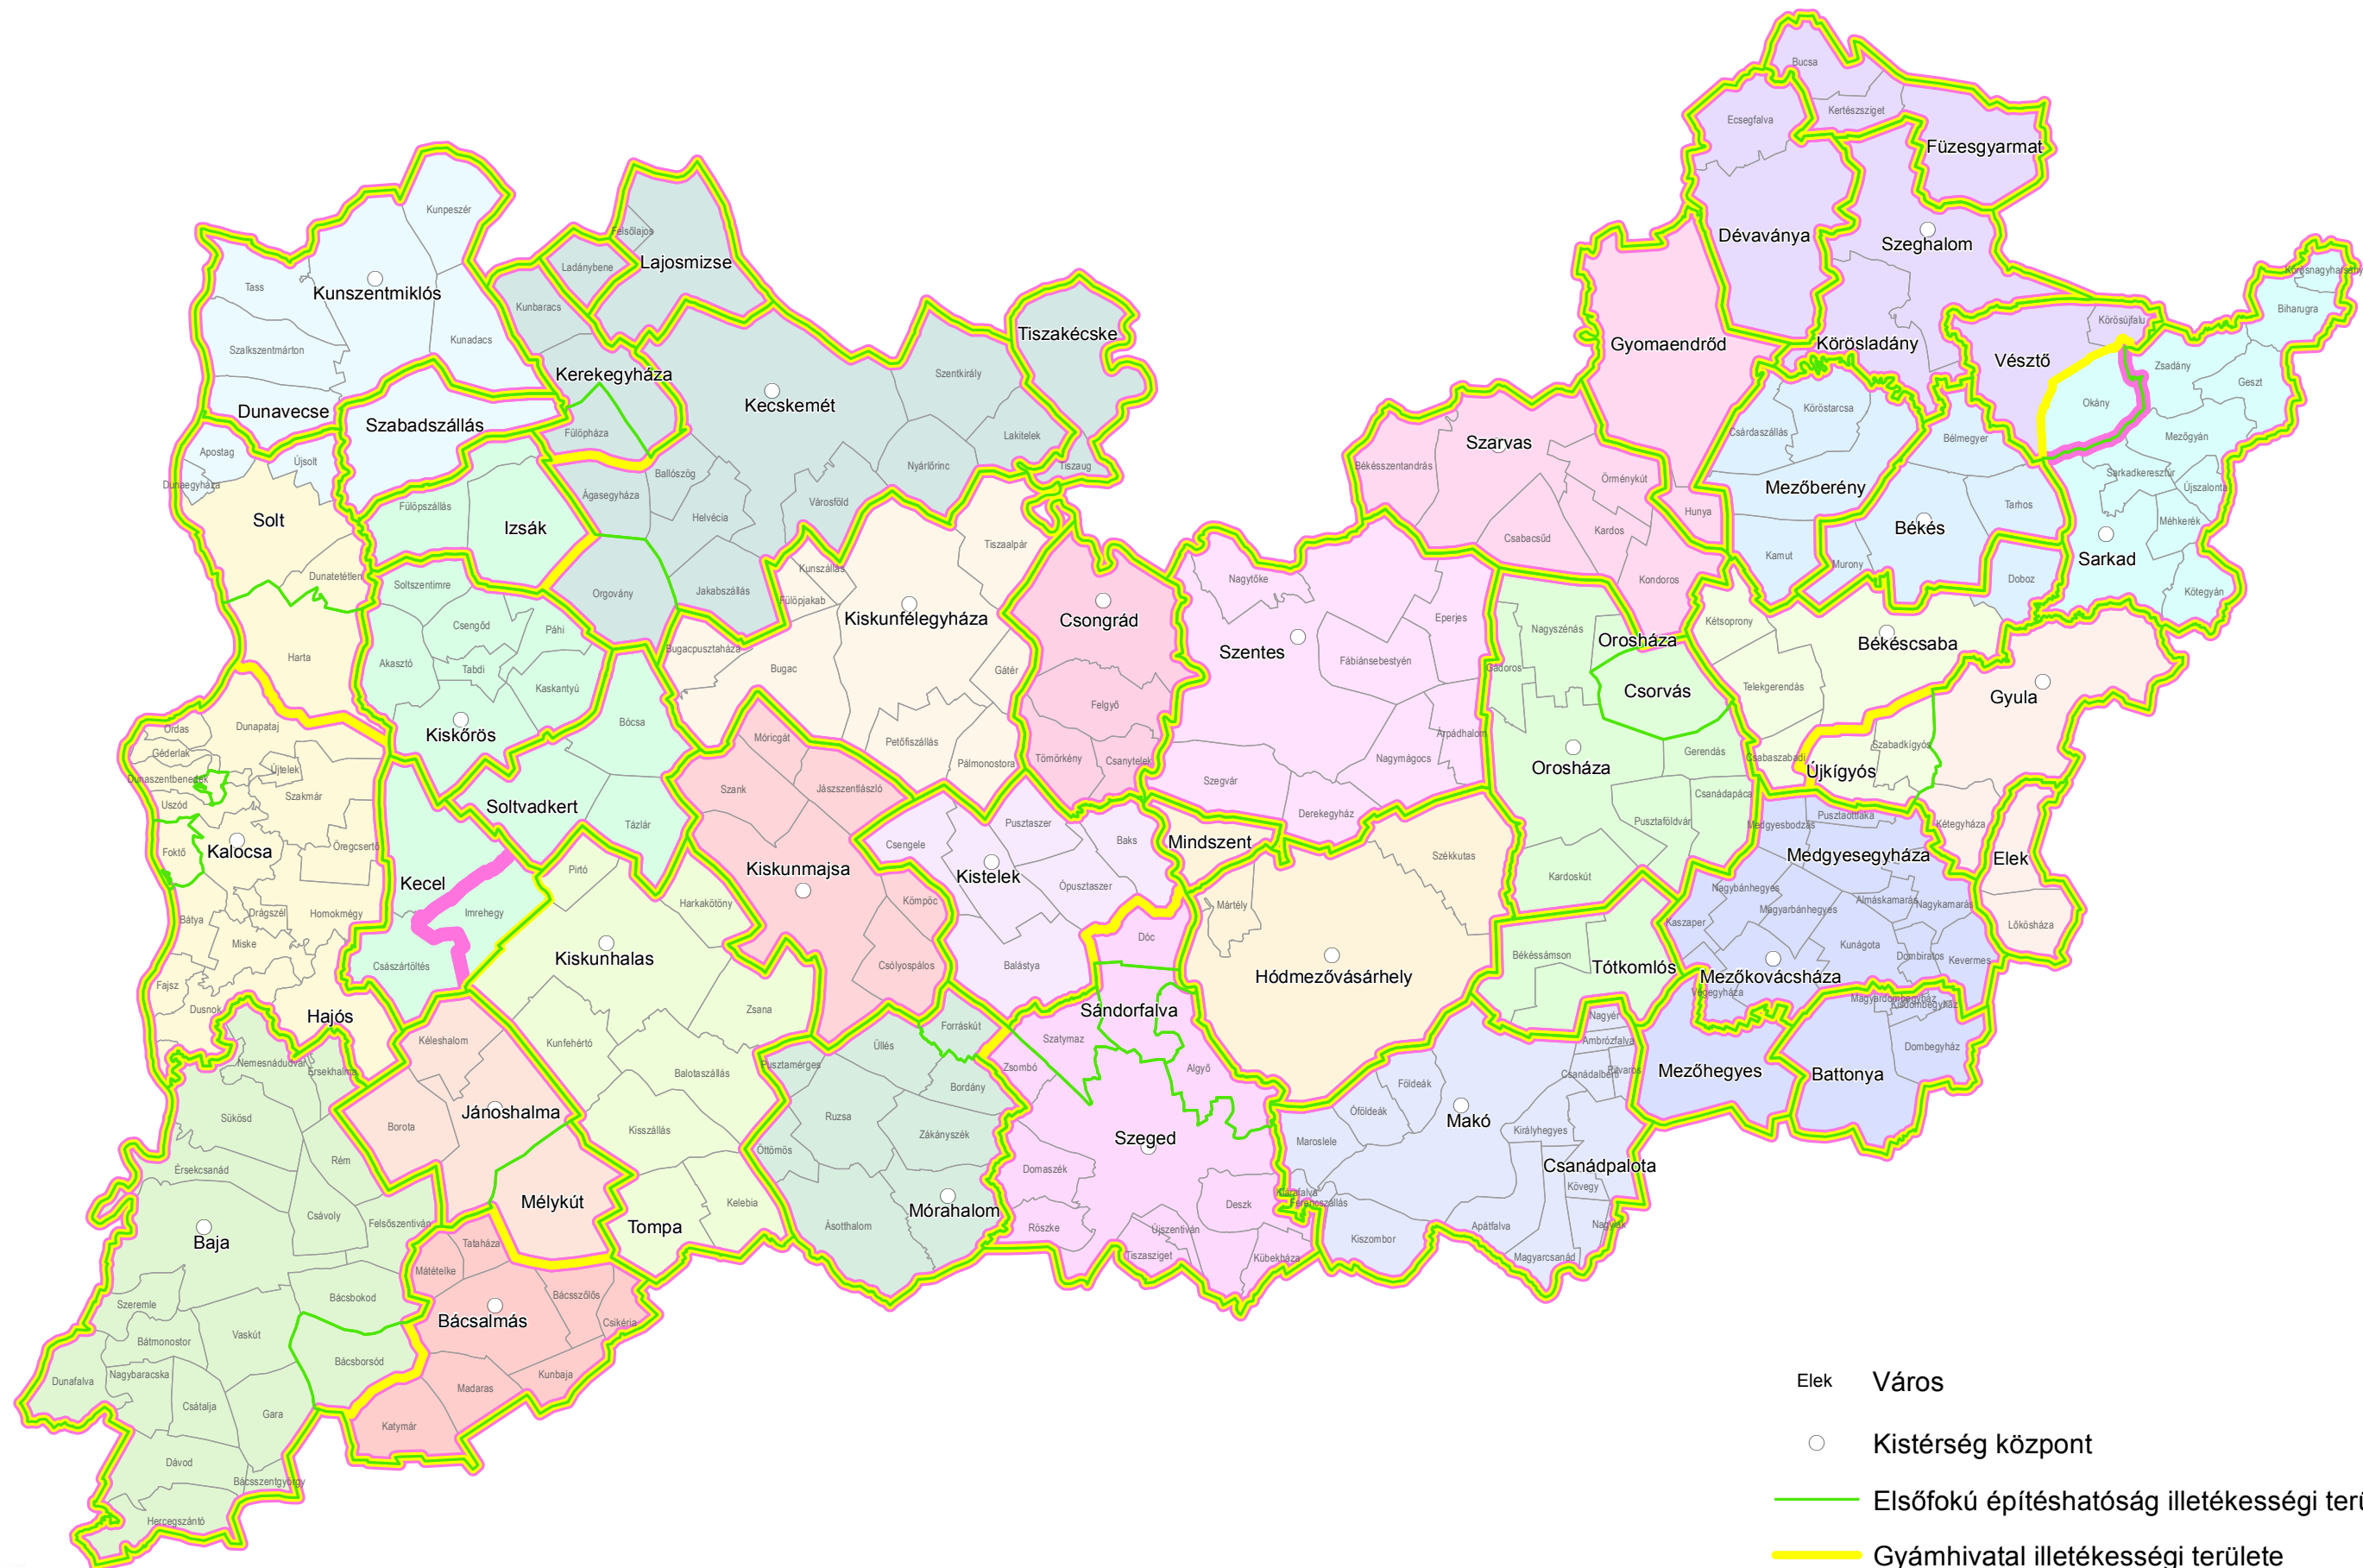 Bucsa
Kertészsziget
Ecsegfalva
Füzesgyarmat
Kunpeszér
Felsőlajos
Dévaványa
Szeghalom
Lajosmizse
Ladánybene
Körösnagyharsány
Tass
Kunszentmiklós
Kunbaracs
Biharugra
Körösújfalu
Tiszakécske
Kunadacs
Gyomaendrőd
Körösladány
Szalkszentmárton
Vésztő
Zsadány
Kerekegyháza
Szentkirály
Geszt
Kecskemét
Okány
Dunavecse
Köröstarcsa
Szabadszállás
Fülöpháza
Lakitelek
Csárdaszállás
Bélmegyer
Mezőgyán
Szarvas
Apostag
Újsolt
Nyárlőrinc
Tiszaug
Békésszentandrás
Ballószög
Sarkadkeresztúr
Dunaegyháza
Örménykút
Mezőberény
Újszalonta
Ágasegyháza
Városföld
Fülöpszállás
Hunya
Tarhos
Solt
Izsák
Helvécia
Kardos
Békés
Méhkerék
Csabacsűd
Tiszaalpár
Kamut
Sarkad
Murony
Kunszállás
Dunatetétlen
Soltszentimre
Nagytőke
Kondoros
Doboz
Orgovány
Jakabszállás
Kötegyán
Fülöpjakab
Kiskunfélegyháza
Csongrád
Eperjes
Kétsoprony
Csengőd
Páhi
Nagyszénás
Orosháza
Békéscsaba
Bugacpusztaháza
Szentes
Harta
Akasztó
Tabdi
Bugac
Gátér
Fábiánsebestyén
Gádoros
Kaskantyú
Telekgerendás
Csorvás
Gyula
Felgyő
Dunapataj
Ordas
Bócsa
Kiskőrös
Móricgát
Petőfiszállás
Árpádhalom
Szabadkígyós
Géderlak
Pálmonostora
Tömörkény
Csanytelek
Nagymágocs
Gerendás
Csabaszabadi
Újtelek
Orosháza
Újkígyós
Dunaszentbenedek
Szegvár
Szank
Jászszentlászló
Csanádapáca
Szakmár
Uszód
Soltvadkert
Derekegyház
Pusztaottlaka
Tázlár
Pusztaszer
Pusztaföldvár
Medgyesbodzás
Kétegyháza
Baks
Mindszent
Öregcsertő
Foktő
Kalocsa
Csengele
Székkutas
Medgyesegyháza
Elek
Kiskunmajsa
Pirtó
Kistelek
Kardoskút
Kecel
Ópusztaszer
Nagybánhegyes
Harkakötöny
Kömpöc
Mártély
Almáskamarás
Nagykamarás
Imrehegy
Drágszél
Homokmégy
Magyarbánhegyes
Bátya
Kaszaper
Lőkösháza
Dóc
Miske
Kunágota
Kiskunhalas
Békéssámson
Dombiratos
Kevermes
Császártöltés
Csólyospálos
Balástya
Tótkomlós
Hódmezővásárhely
Mezőkovácsháza
Fajsz
Végegyháza
Magyardombegyház
Kisdombegyház
Dusnok
Zsana
Sándorfalva
Hajós
Nagyér
Forráskút
Kéleshalom
Kunfehértó
Üllés
Szatymaz
Ambrózfalva
Dombegyház
Nemesnádudvar
Érsekhalma
Pusztamérges
Zsombó
Algyő
Balotaszállás
Csanádalberti
Pitvaros
Mezőhegyes
Battonya
Bordány
Földeák
Jánoshalma
Sükösd
Ruzsa
Óföldeák
Makó
Borota
Kisszállás
Zákányszék
Királyhegyes
Szeged
Maroslele
Öttömös
Rém
Érsekcsanád
Domaszék
Csanádpalota
Kövegy
Klárafalva
Mélykút
Kelebia
Ferencszállás
Deszk
Mórahalom
Csávoly
Felsőszentiván
Tompa
Ásotthalom
Röszke
Újszentiván
Apátfalva
Nagylak
Baja
Kiszombor
Tataháza
Tiszasziget
Kübekháza
Magyarcsanád
Mátételke
Bácsbokod
Bácsszőlős
Szeremle
Bácsalmás
Csikéria
Vaskút
Bátmonostor
Bácsborsód
Nagybaracska
Kunbaja
Dunafalva
Madaras
Csátalja
Gara
Katymár
Dávod
Bácsszentgyörgy
Hercegszántó
Elek Város
Kistérség központ
Elsőfokú építéshatóság illetékességi terü
Gyámhivatal illetékességi területe